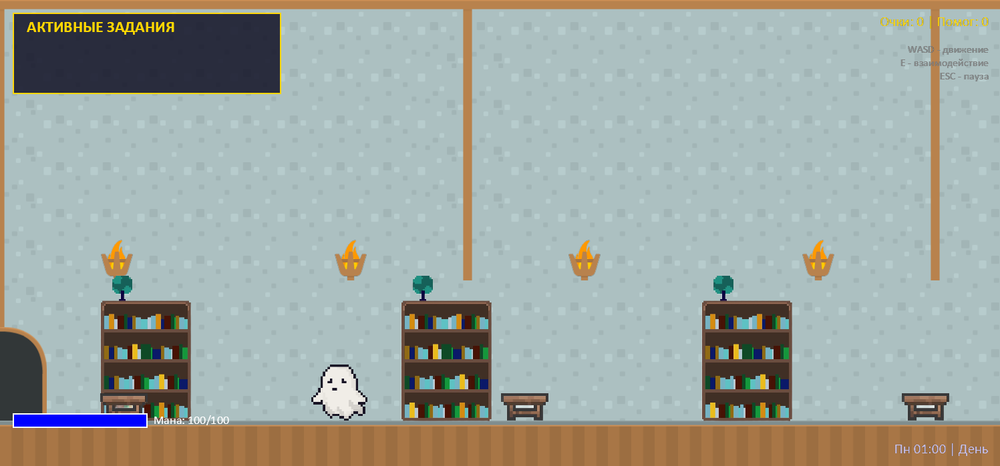 АКТИВНЫЕ ЗАДАНИЯ
Очки: 0 | Помог: 0
WASD - движение
E - взаимодействие
ESC - пауза
Мана: 100/100
Пн 01:00 | День